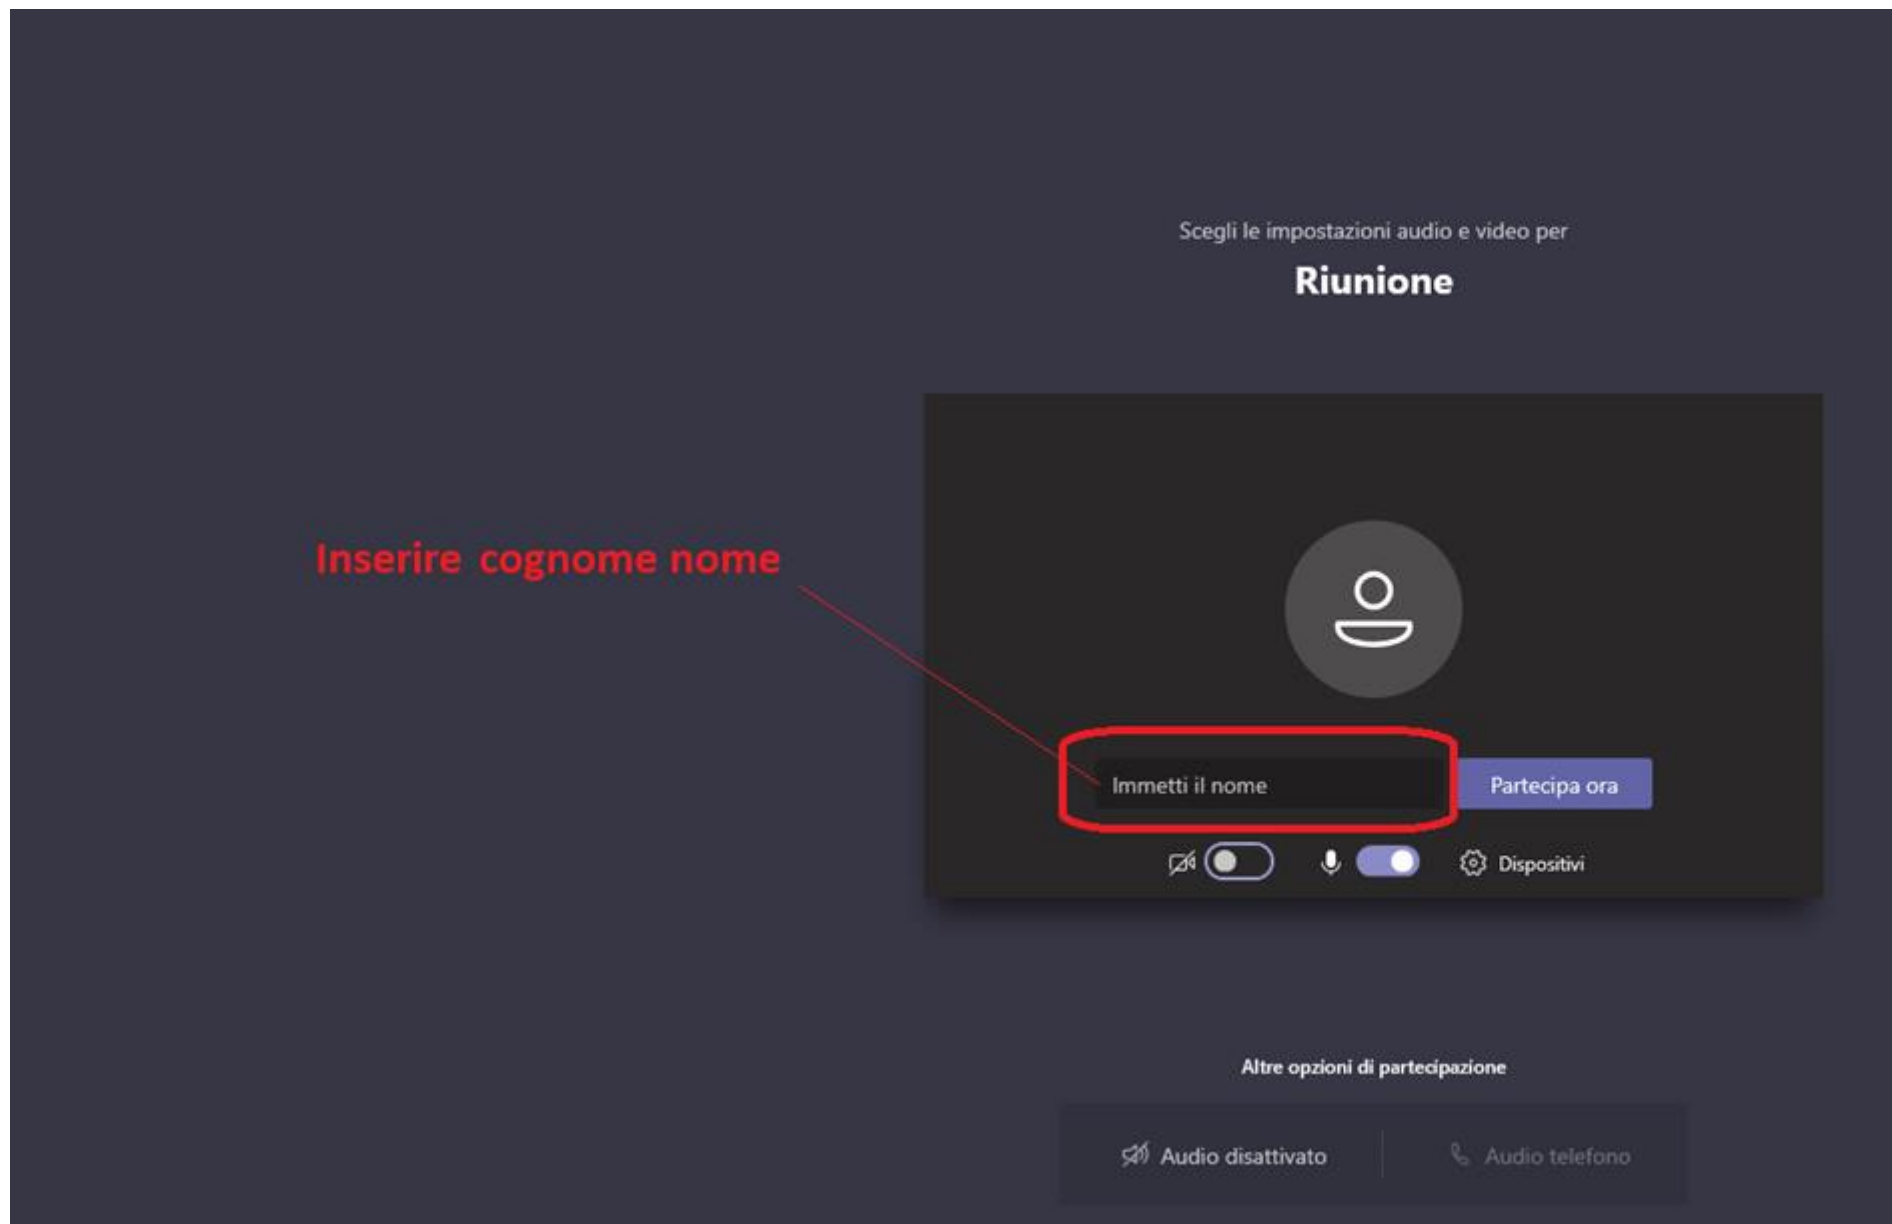 Scegli le impostazioni audio e video per
Riunione
Inserire cognome nome
Immetti il nome
Partecipa ora
Dispositivi
Altre opzioni di partecipazione
Audio disattivato
Audio telefono